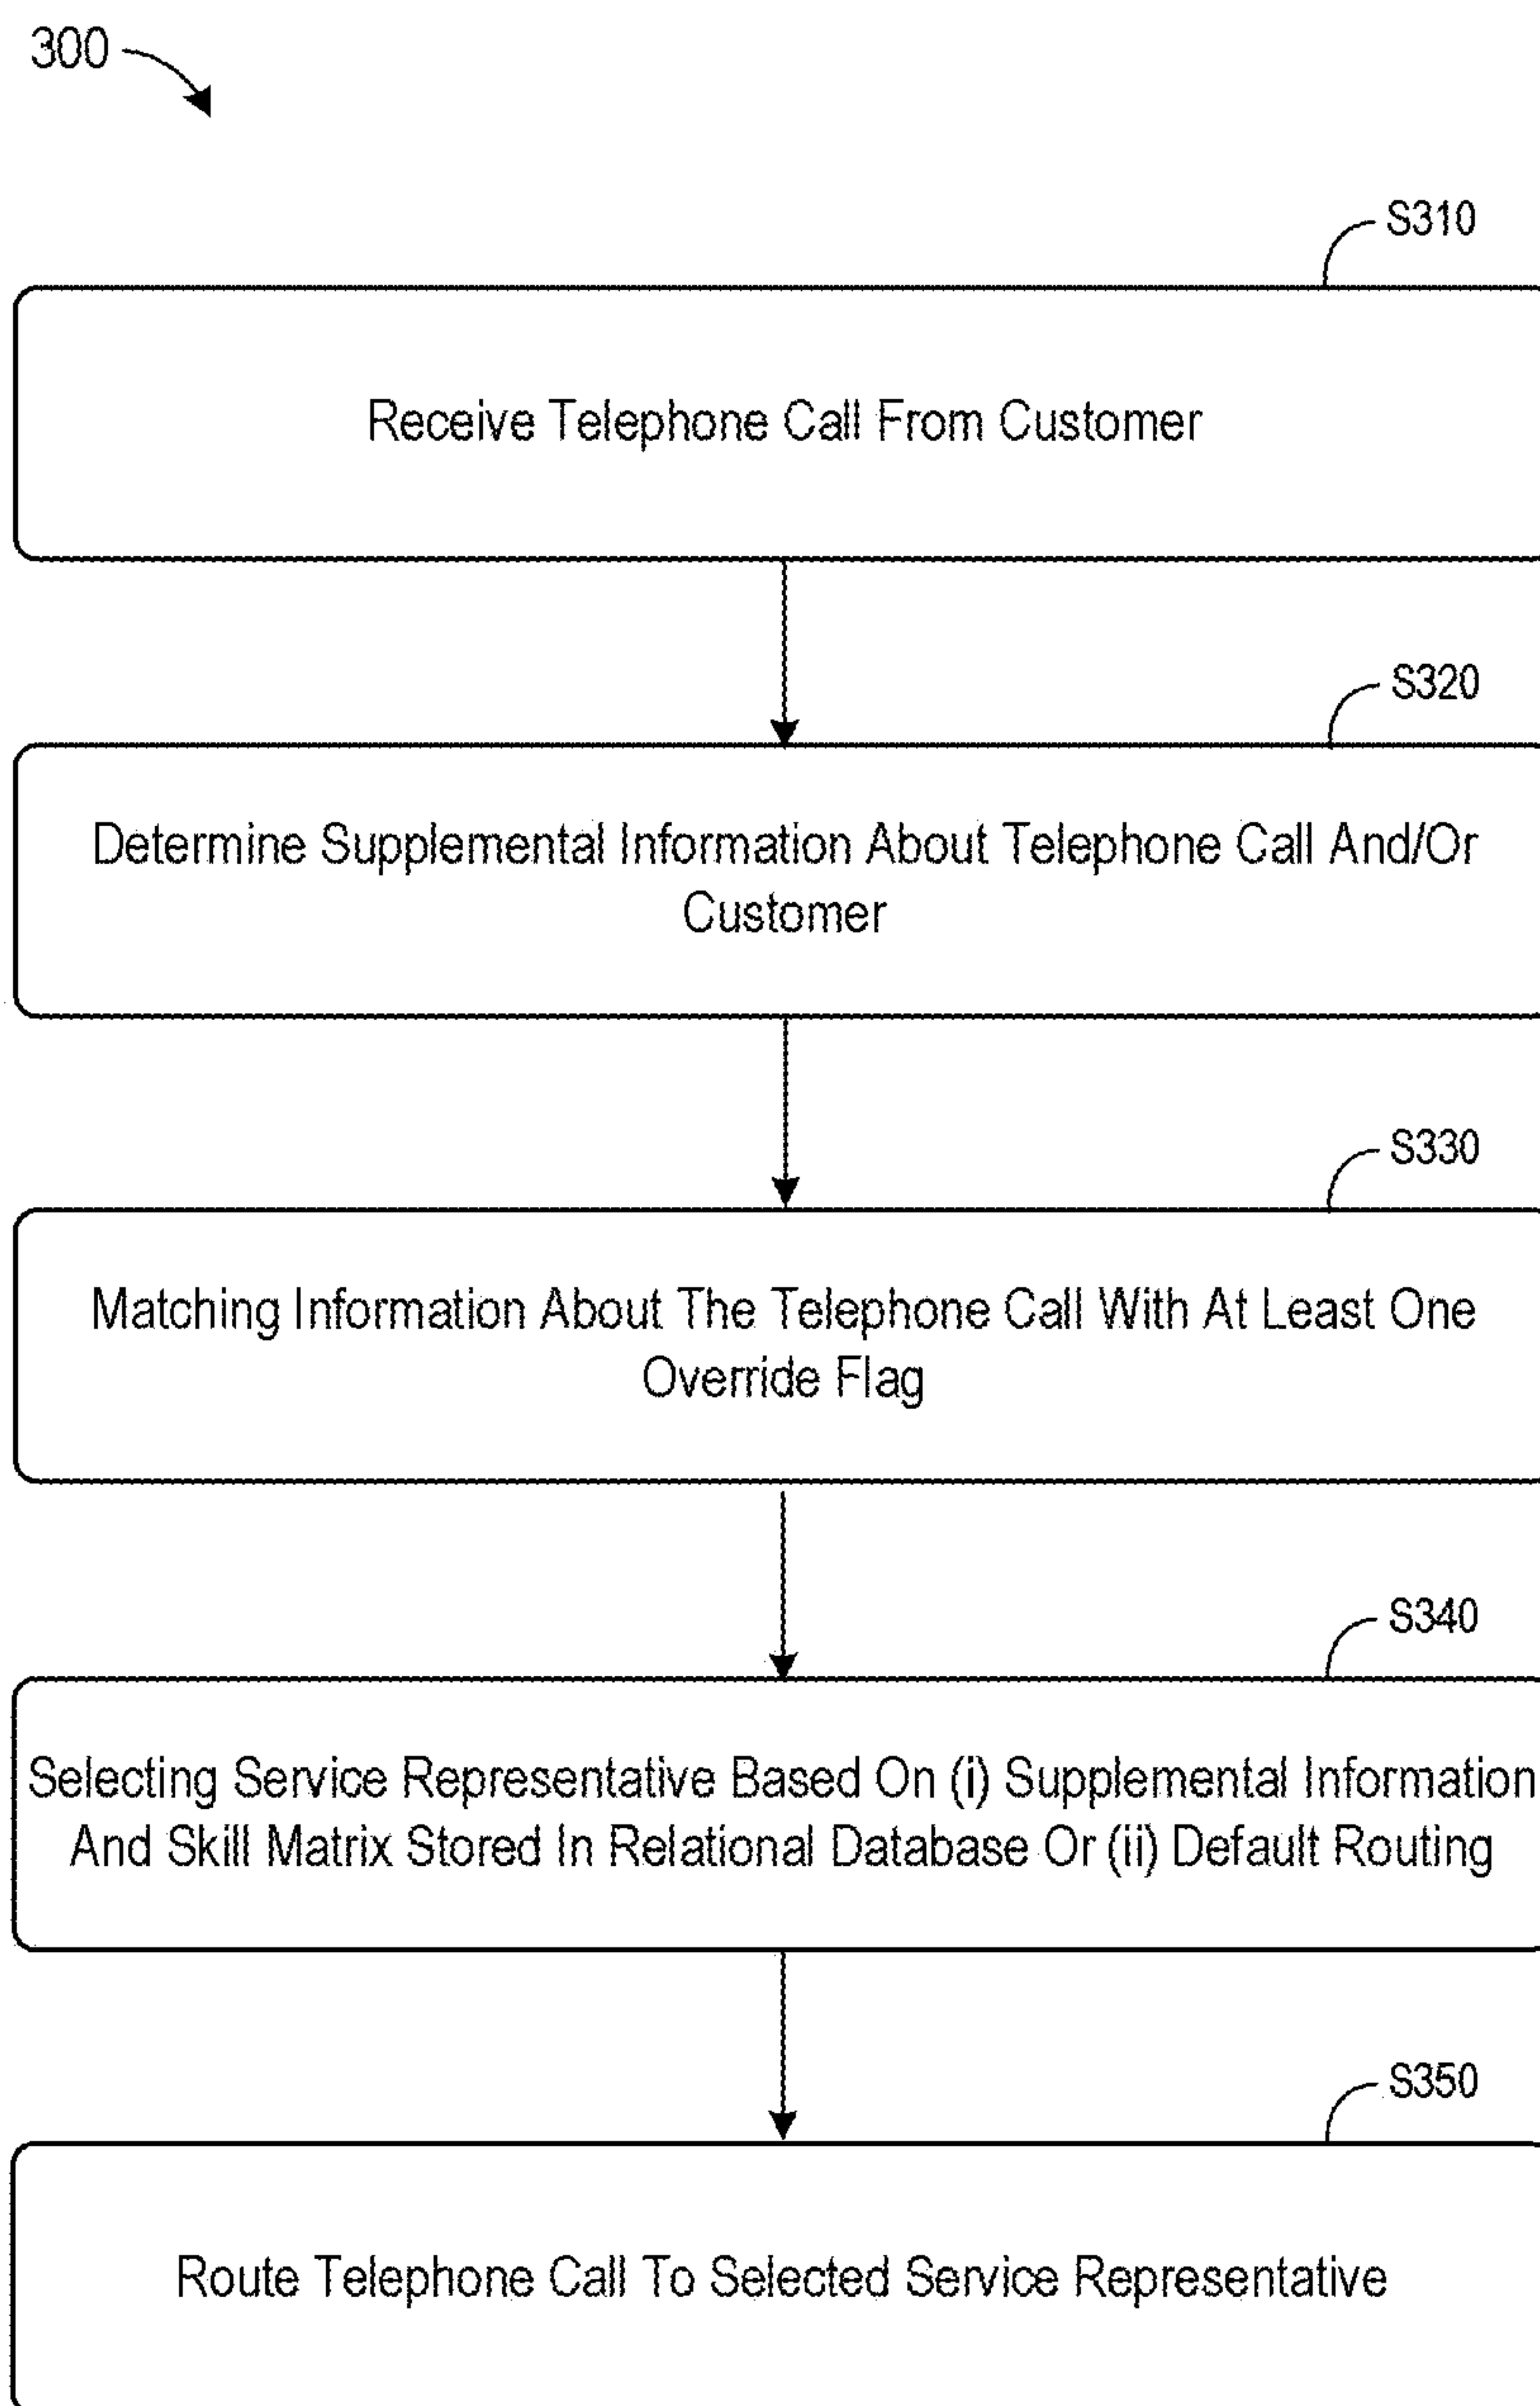 300
S310
Receive Telephone Call From Customer
S320
Determine Supplemental Information About Telephone Call And/Or
Customer
S330
Matching Information About The Telephone Call With At Least One
Override Flag
S340
Selecting Service Representative Based On (i) Supplemental Information
And Skill Matrix Stored In Relational Database Or (ii) Default Routing
S350
Route Telephone Call To Selected Service Representative